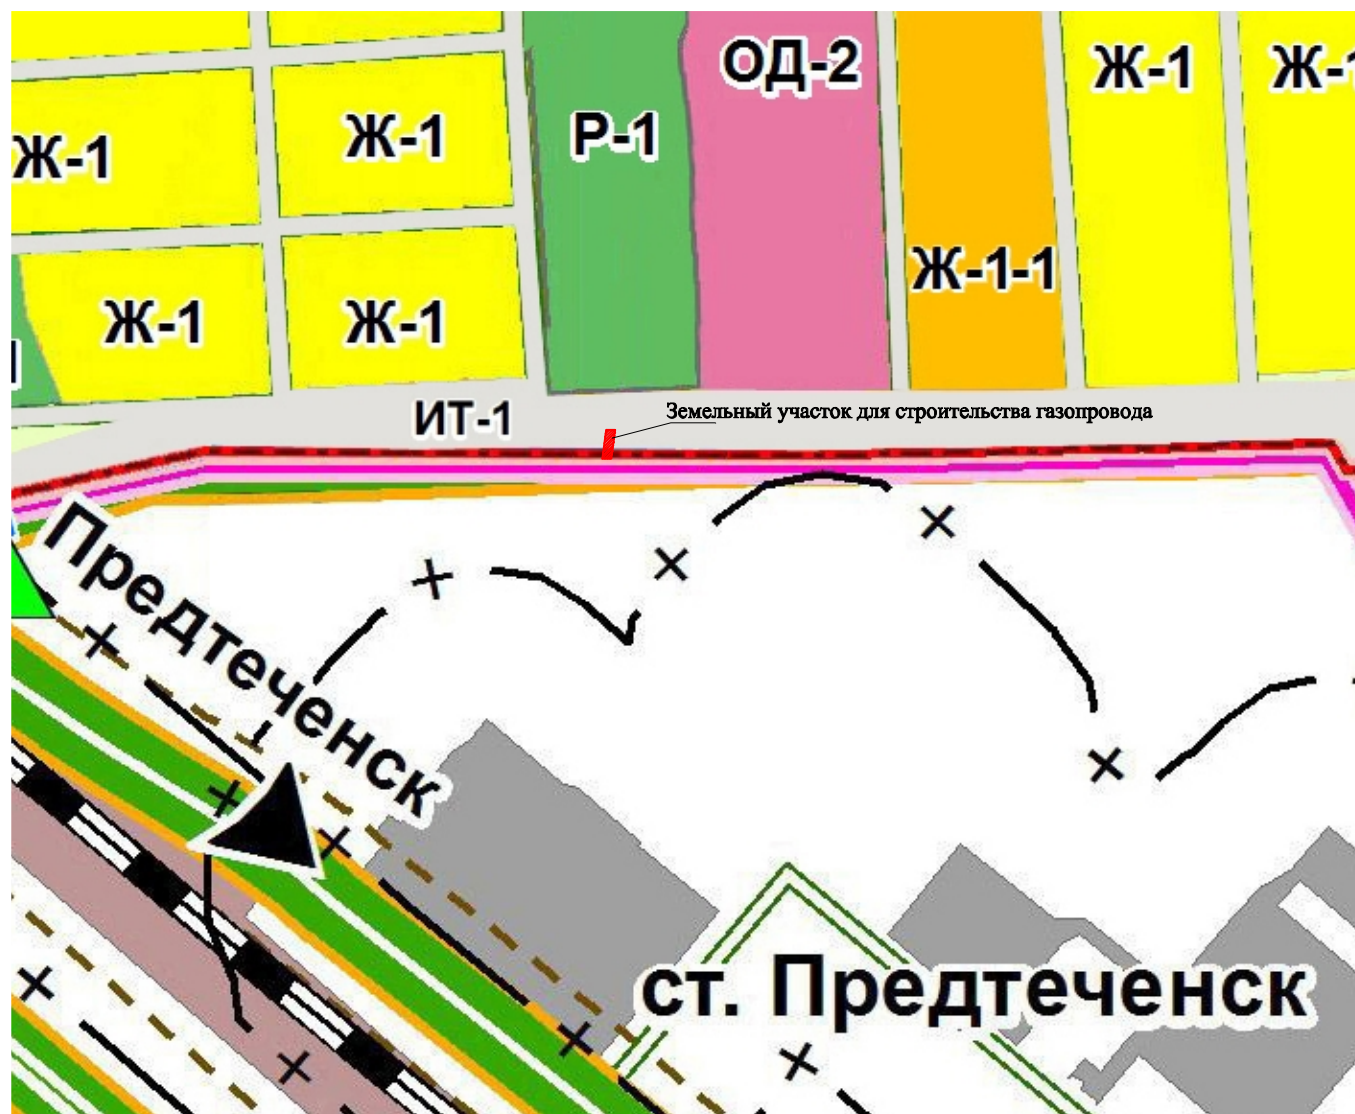 ОД-2
Ж-1
Ж-1
Ж-1
Ж-1
Р-1
Ж-1-1
Ж-1
Ж-1
ИТ-1
Земельный участок для строительства газопровода
Предтеченск
ст. Предтеченск